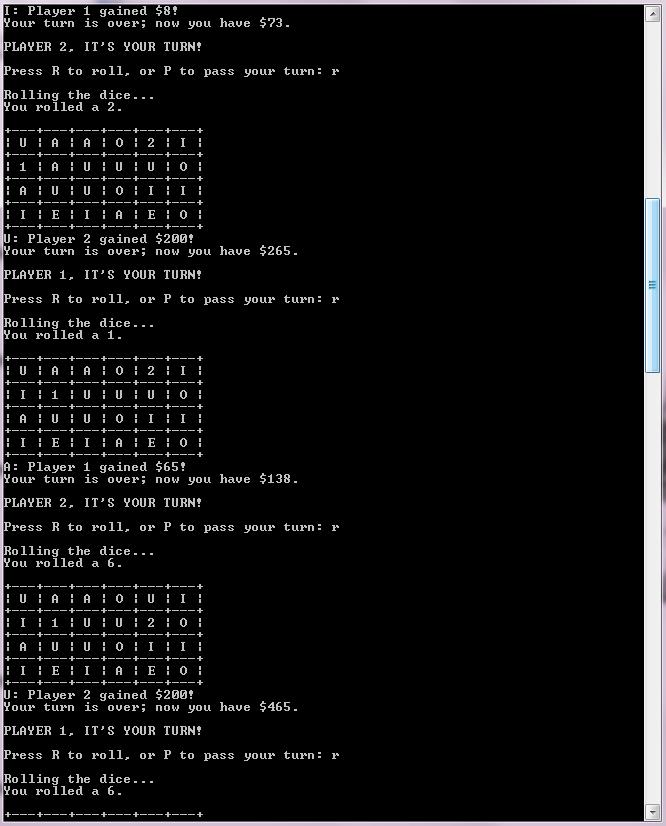 I: Player 1 gained $8!
Your turn is over; now you have $73.
PLAYER 2, IT'S YOUR TURN!
Press R to roll, or P to pass your turn: r
Rolling the dice...
You rolled a 2.
+---+---+---+---+---+---+
¦ U ¦ A ¦ A ¦ O ¦ 2 ¦ I ¦
+---+---+---+---+---+---+
¦ 1 ¦ A ¦ U ¦ U ¦ U ¦ O ¦
+---+---+---+---+---+---+
¦ A ¦ U ¦ U ¦ O ¦ I ¦ I ¦
+---+---+---+---+---+---+
¦ I ¦ E ¦ I ¦ A ¦ E ¦ O ¦
+---+---+---+---+---+---+
U: Player 2 gained $200!
Your turn is over; now you have $265.
PLAYER 1, IT'S YOUR TURN!
Press R to roll, or P to pass your turn: r
Rolling the dice...
You rolled a 1.
+---+---+---+---+---+---+
¦ U ¦ A ¦ A ¦ O ¦ 2 ¦ I ¦
+---+---+---+---+---+---+
¦ I ¦ 1 ¦ U ¦ U ¦ U ¦ O ¦
+---+---+---+---+---+---+
¦ A ¦ U ¦ U ¦ O ¦ I ¦ I ¦
+---+---+---+---+---+---+
¦ I ¦ E ¦ I ¦ A ¦ E ¦ O ¦
+---+---+---+---+---+---+
A: Player 1 gained $65!
Your turn is over; now you have $138.
PLAYER 2, IT'S YOUR TURN!
Press R to roll, or P to pass your turn: r
Rolling the dice...
You rolled a 6.
+---+---+---+---+---+---+
¦ U ¦ A ¦ A ¦ O ¦ U ¦ I ¦
+---+---+---+---+---+---+
¦ I ¦ 1 ¦ U ¦ U ¦ 2 ¦ O ¦
+---+---+---+---+---+---+
¦ A ¦ U ¦ U ¦ O ¦ I ¦ I ¦
+---+---+---+---+---+---+
¦ I ¦ E ¦ I ¦ A ¦ E ¦ O ¦
+---+---+---+---+---+---+
U: Player 2 gained $200!
Your turn is over; now you have $465.
PLAYER 1, IT'S YOUR TURN!
Press R to roll, or P to pass your turn: r
Rolling the dice...
You rolled a 6.
+---+---+---+---+---+---+